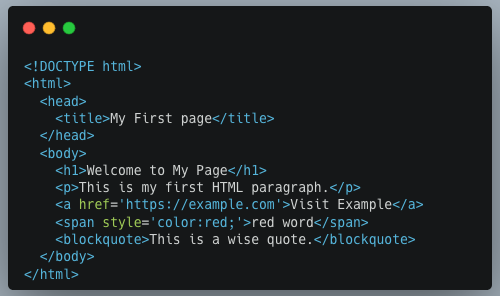 <!DOCTYPE html>
<html>
  <head>
    <title>My First page</title>
  </head>
  <body>
    <h1>Welcome to My Page</h1>
    <p>This is my first HTML paragraph.</p>
    <a href='https://example.com'>Visit Example</a>
    <span style='color:red;'>red word</span>
    <blockquote>This is a wise quote.</blockquote>
  </body>
</html>